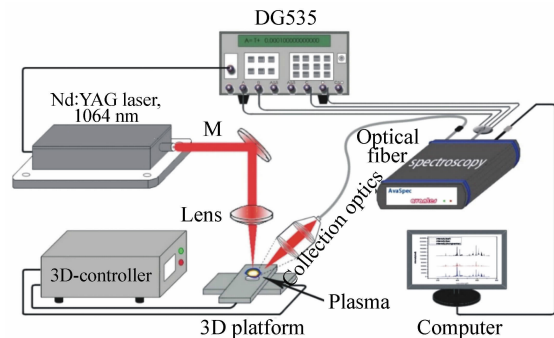 DG535
Nd:YAG laser,
1064 nm
M
Optical
fiber
spectroscopy
AvaSpec
avantes
Lens
Collection optics
3D-controller
Plasma
3D platform
Computer